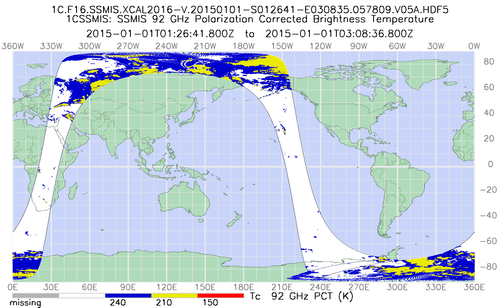 1C.F16.SSMIS.XCAL2016-V.20150101-S012641-E030835.057809.V05A.HDF5
1CSSMIS: SSMIS 92 GHz Polarization Corrected Brightness Temperature
2015-01-01T01:26:41.800Z to 2015-01-01T03:08:36.800Z
360W 330W 300W 270W 240W 210W 180W 150W 120W 90W 60W 30W 0W
80
60
40
20
0
-20
-40
-60
-80
0E 30E 60E 90E 120E 150E 180E 210E 240E 270E 300E 330E 360E
missing 240 210 150 Tc 92 GHz PCT (K)